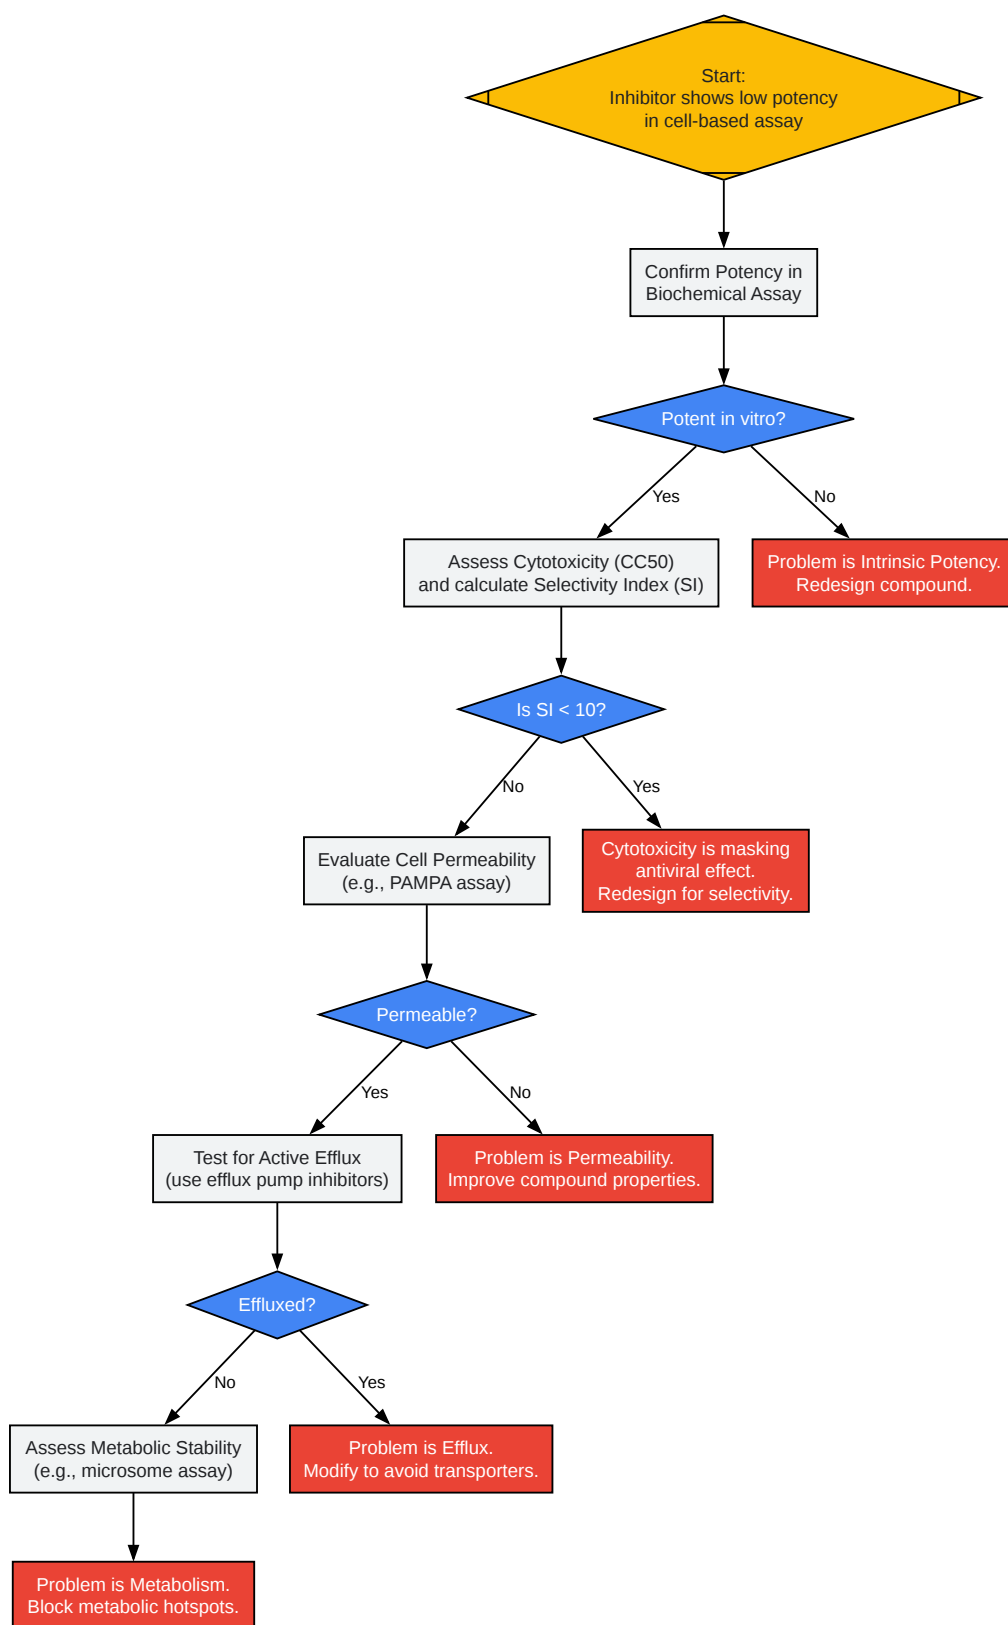 Start:
Inhibitor shows low potency
in cell-based assay
Confirm Potency in
Biochemical Assay
Potent in vitro?
Yes
No
Assess Cytotoxicity (CC50)
and calculate Selectivity Index (SI)
Problem is Intrinsic Potency.
Redesign compound.
Is SI < 10?
No
Yes
Evaluate Cell Permeability
(e.g., PAMPA assay)
Cytotoxicity is masking
antiviral effect.
Redesign for selectivity.
Permeable?
Yes
No
Test for Active Efflux
(use efflux pump inhibitors)
Problem is Permeability.
Improve compound properties.
Effluxed?
No
Yes
Assess Metabolic Stability
(e.g., microsome assay)
Problem is Efflux.
Modify to avoid transporters.
Problem is Metabolism.
Block metabolic hotspots.